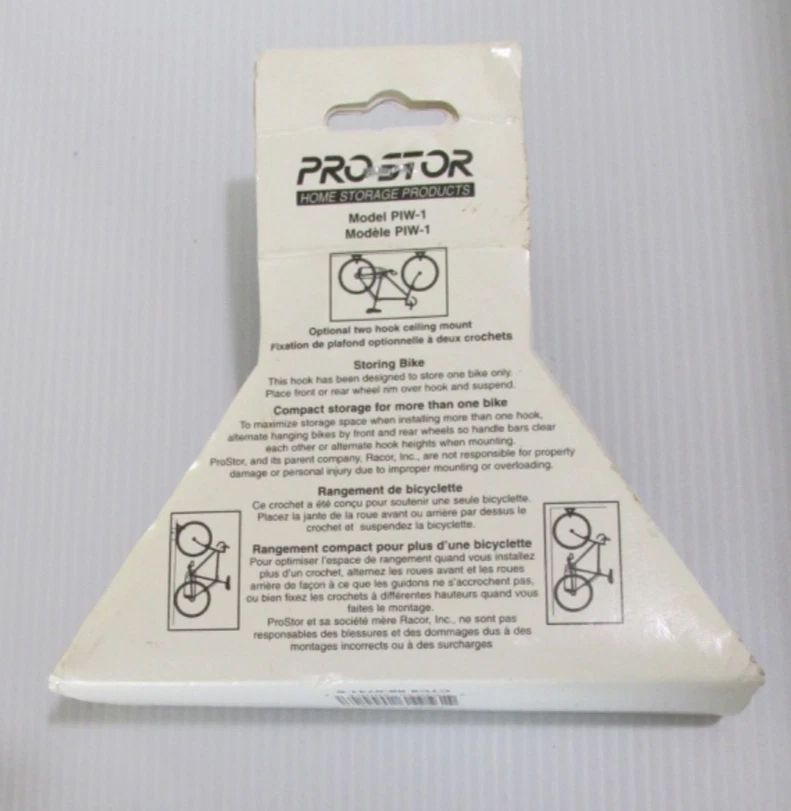 PRO-STOR
HOME STORAGE PRODUCTS
Model PIW-1
Modèle PIW-1
Optional two hook ceiling mount
Fixation de plafond optionnelle à deux crochets
Storing Bike
This hook has been designed to store one bike only.
Place front or rear wheel rim over hook and suspend.
Compact storage for more than one bike
To maximize storage space when installing more than one hook,
alternate hanging bikes by front and rear wheels so handle bars clear
each other or alternate hook heights when mounting.
ProStor, and its parent company, Racor, Inc., are not responsible for property
damage or personal injury due to improper mounting or overloading.
Rangement de bicyclette
Ce crochet a été conçu pour soutenir une seule bicyclette.
Placez la jante de la roue avant ou arrière par dessus le
crochet et suspendez la bicyclette.
Rangement compact pour plus d'une bicyclette
Pour optimiser l'espace de rangement quand vous installez
plus d'un crochet, alternez les roues avant et les roues
arrière de façon à ce que les guidons ne s'accrochent pas,
ou bien fixez les crochets à différentes hauteurs quand vous
faites le montage.
ProStor et sa société mère Racor, Inc., ne sont pas
responsables des blessures et des dommages dus à des
montages incorrects ou à des surcharges